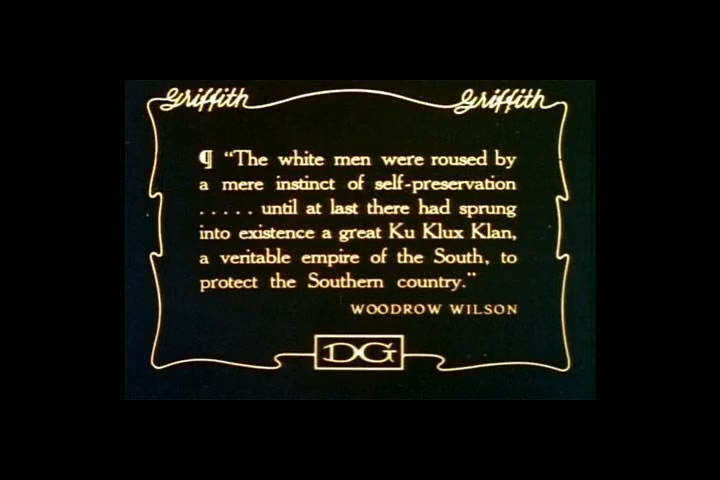 Griffith Griffith
¶ “The white men were roused by
a mere instinct of self-preservation
..... until at last there had sprung
into existence a great Ku Klux Klan,
a veritable empire of the South, to
protect the Southern country.”
WOODROW WILSON
DG